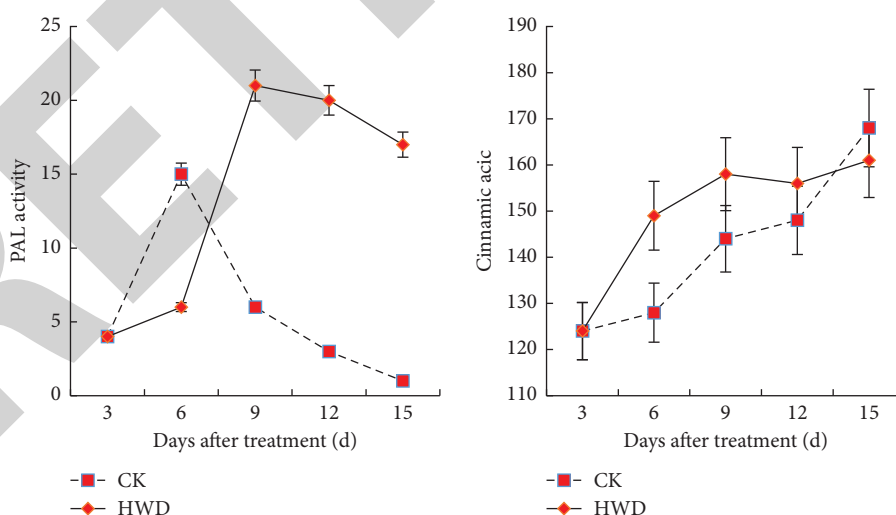 25
20
15
10
5
0
PAL activity
3 6 9 12 15
Days after treatment (d)
CK
HWD
190
180
170
160
150
140
130
120
110
Cinnamic acic
3 6 9 12 15
Days after treatment (d)
CK
HWD